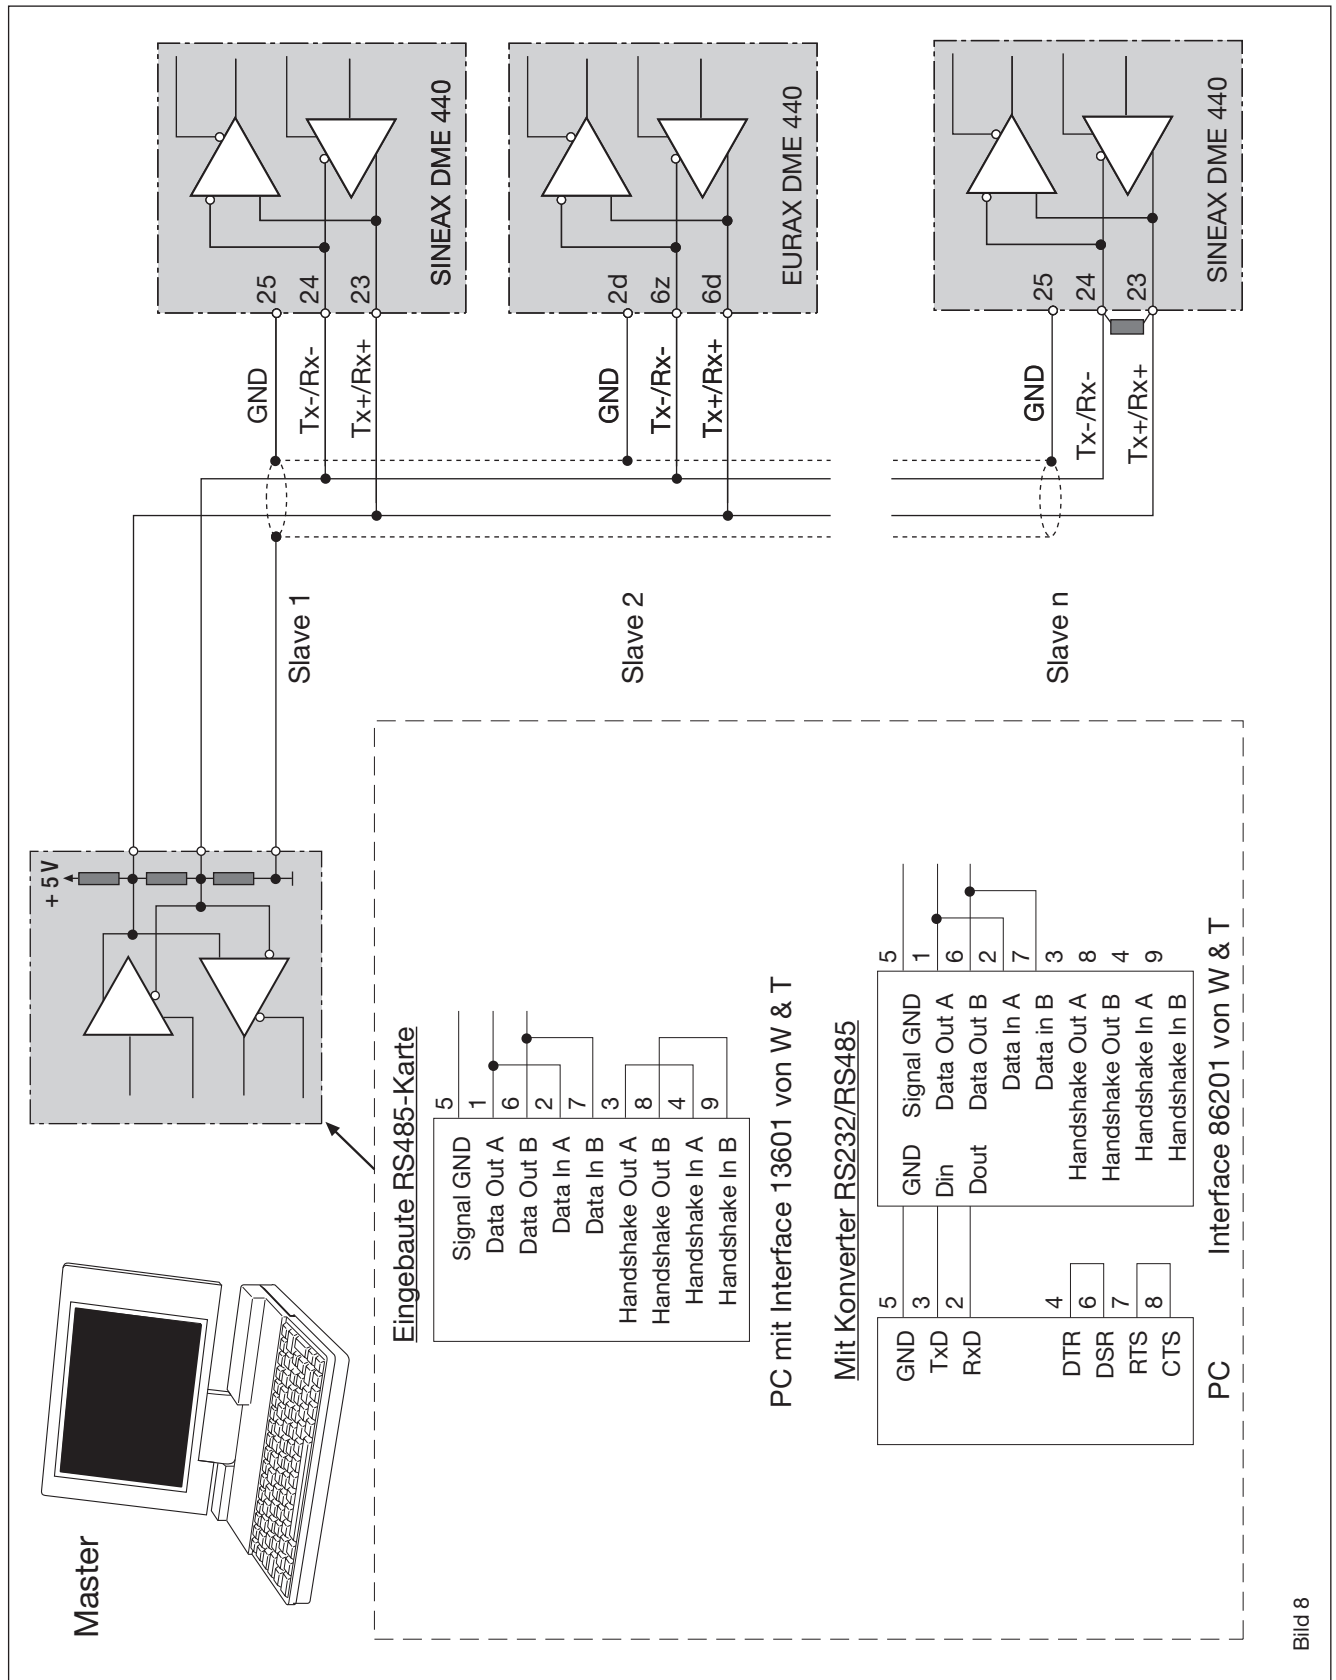 Master
+ 5 V
SINEAX DME 440
25
24
23
GND
Tx-/Rx-
Tx+/Rx+
Slave 1
EURAX DME 440
2d
6z
6d
GND
Tx-/Rx-
Tx+/Rx+
Slave 2
SINEAX DME 440
25
24
23
GND
Tx-/Rx-
Tx+/Rx+
Slave n
Eingebaute RS485-Karte
Signal GND 5
Data Out A 1
Data Out B 6
Data In A 2
Data In B 7
Handshake Out A 3
Handshake Out B 8
Handshake In A 4
Handshake In B 9
PC mit Interface 13601 von W & T
Mit Konverter RS232/RS485
GND 5
TxD 3
RxD 2
DTR 4
DSR 6
RTS 7
CTS 8
PC
GND
Din
Dout
Signal GND 5
Data Out A 1
Data Out B 6
Data In A 2
Data in B 7
Handshake Out A 3
Handshake Out B 8
Handshake In A 4
Handshake In B 9
Interface 86201 von W & T
Bild 8